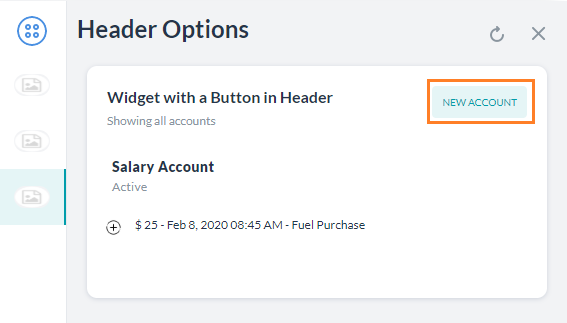 Header Options
Widget with a Button in Header
NEW ACCOUNT
Showing all accounts
Salary Account
Active
$ 25 - Feb 8, 2020 08:45 AM - Fuel Purchase